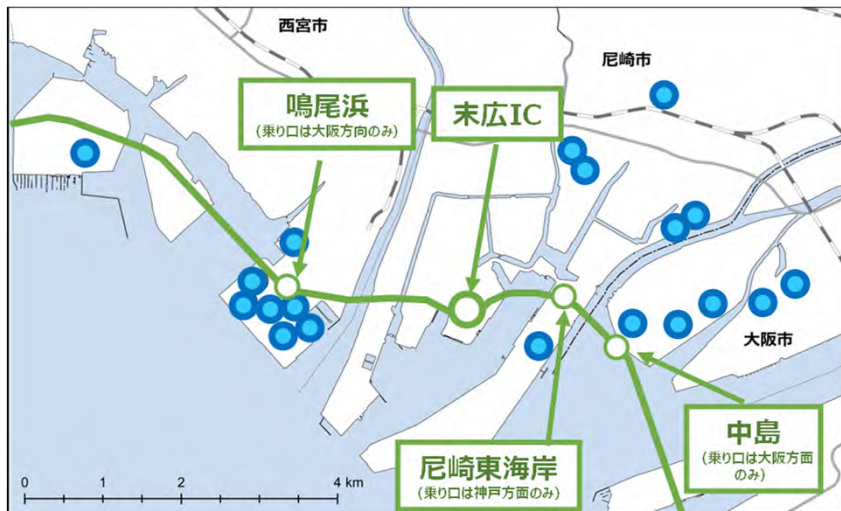 西宮市
尼崎市
鳴尾浜
(乗り口は大阪方向のみ)
末広IC
大阪市
中島
(乗り口は大阪方面
のみ)
尼崎東海岸
(乗り口は神戸方面のみ)
0 1 2 4 km